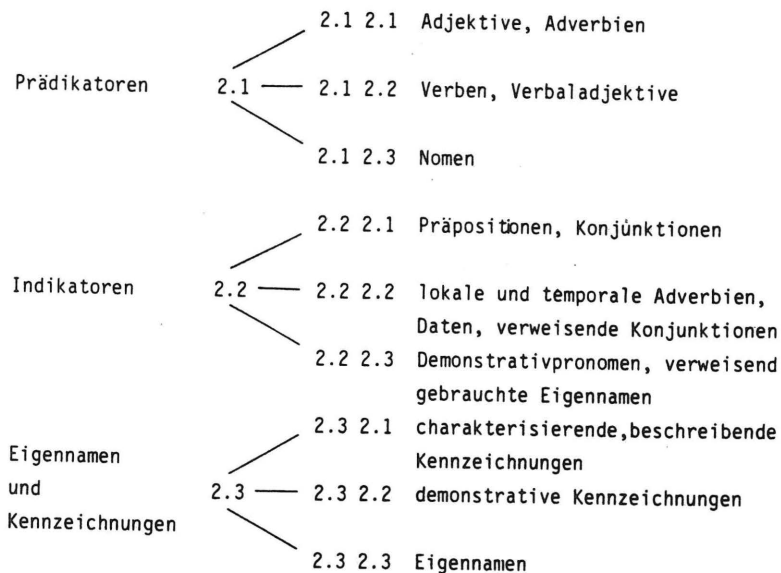 2.1 2.1 Adjektive, Adverbien
Prädikatoren 2.1 2.1 2.2 Verben, Verbaladjektive
2.1 2.3 Nomen
2.2 2.1 Präpositionen, Konjunktionen
Indikatoren 2.2 2.2 2.2 lokale und temporale Adverbien,
Daten, verweisende Konjunktionen
2.2 2.3 Demonstrativpronomen, verweisend
gebrauchte Eigennamen
2.3 2.1 charakterisierende,beschreibende
Kennzeichnungen
Eigennamen
und
Kennzeichnungen
2.3 2.3 2.2 demonstrative Kennzeichnungen
2.3 2.3 Eigennamen